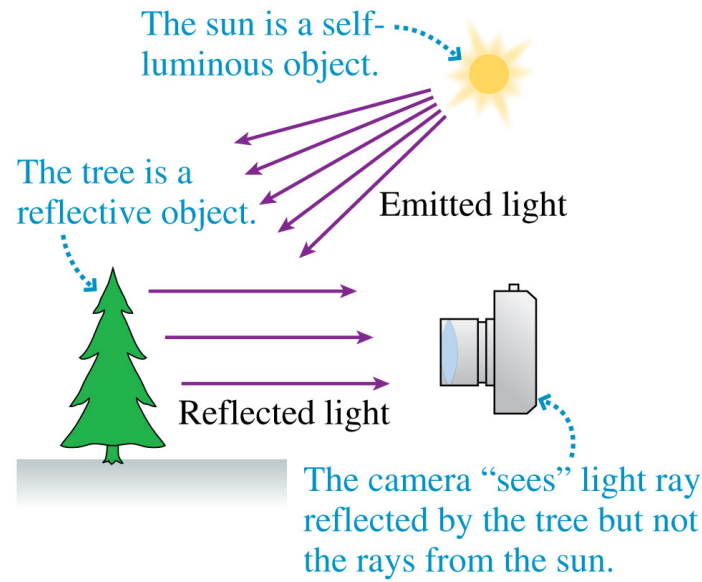 The sun is a self-
luminous object.
The tree is a
reflective object.
Emitted light
Reflected light
The camera “sees” light ray
reflected by the tree but not
the rays from the sun.